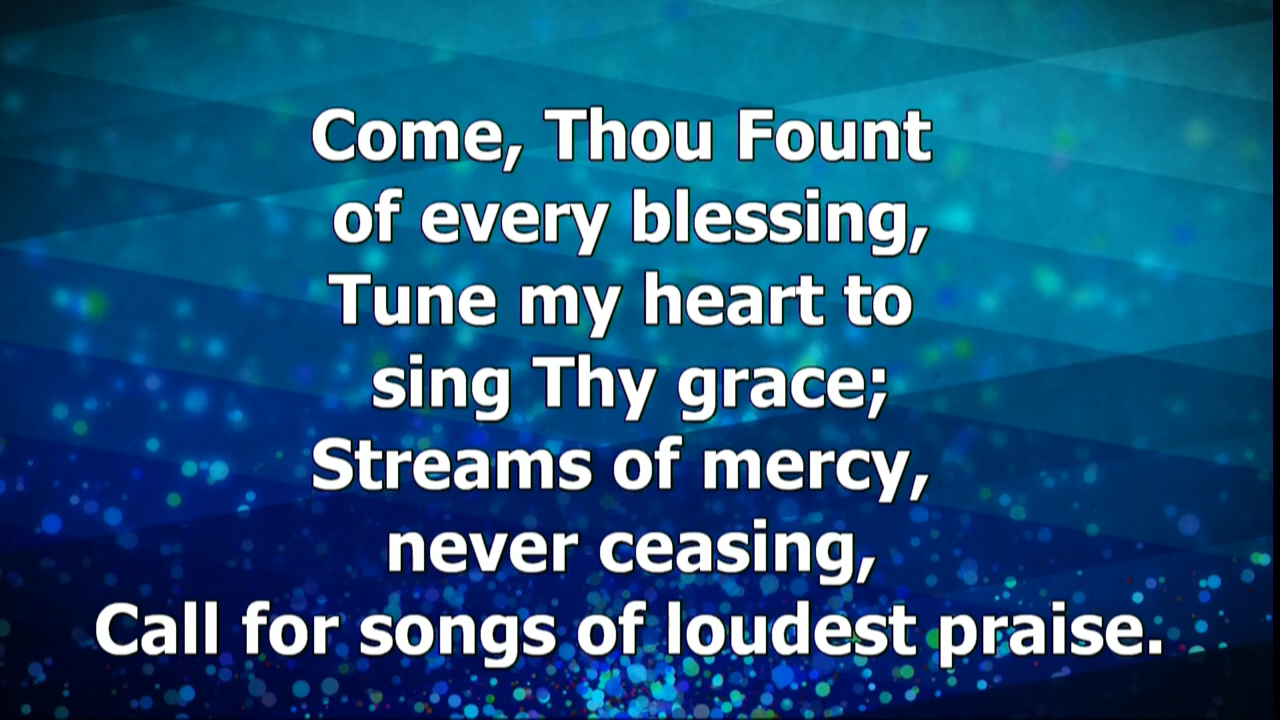 Come, Thou Fount
of every blessing,
Tune my heart to
sing Thy grace;
Streams of mercy,
never ceasing,
Call for songs of loudest praise.